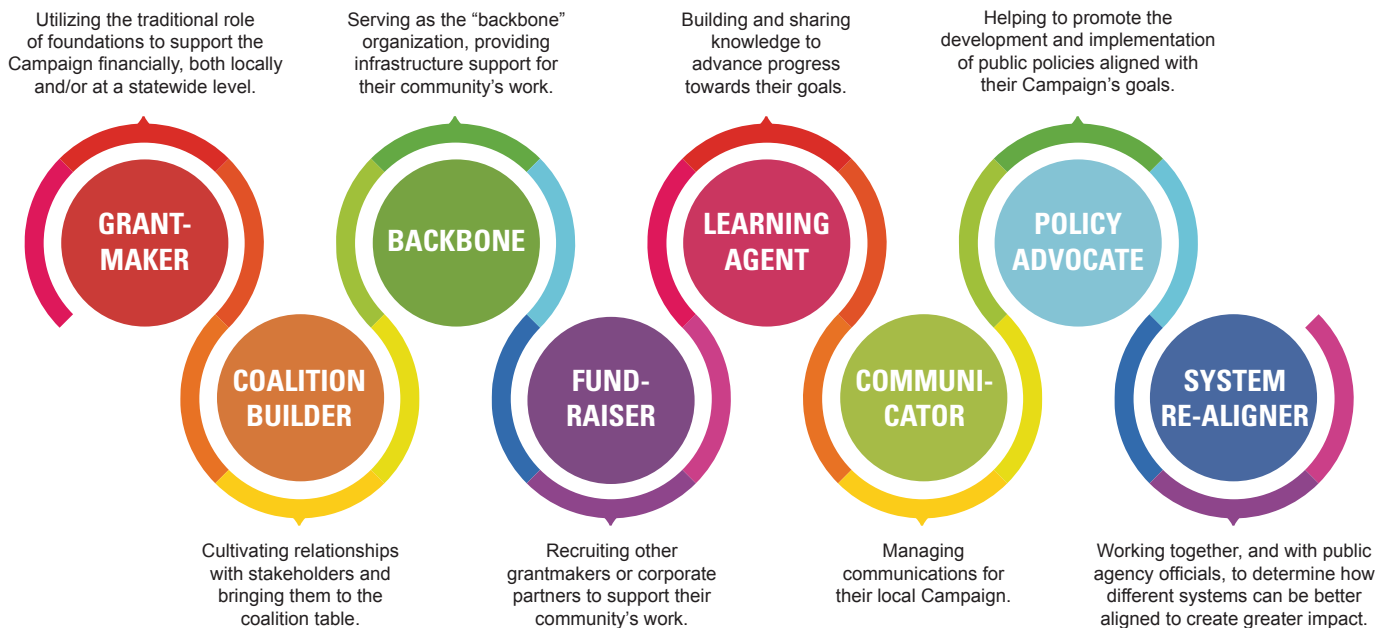 Utilizing the traditional role
of foundations to support the
Campaign financially, both locally
and/or at a statewide level.
GRANT-
MAKER
Cultivating relationships
with stakeholders and
bringing them to the
coalition table.
COALITION
BUILDER
Serving as the “backbone”
organization, providing
infrastructure support for
their community’s work.
BACKBONE
FUND-
RAISER
Recruiting other
grantmakers or corporate
partners to support their
community’s work.
Building and sharing
knowledge to
advance progress
towards their goals.
LEARNING
AGENT
COMMUNI-
CATOR
Managing
communications for
their local Campaign.
Helping to promote the
development and implementation
of public policies aligned with
their Campaign’s goals.
POLICY
ADVOCATE
SYSTEM
RE-ALIGNER
Working together, and with public
agency officials, to determine how
different systems can be better
aligned to create greater impact.